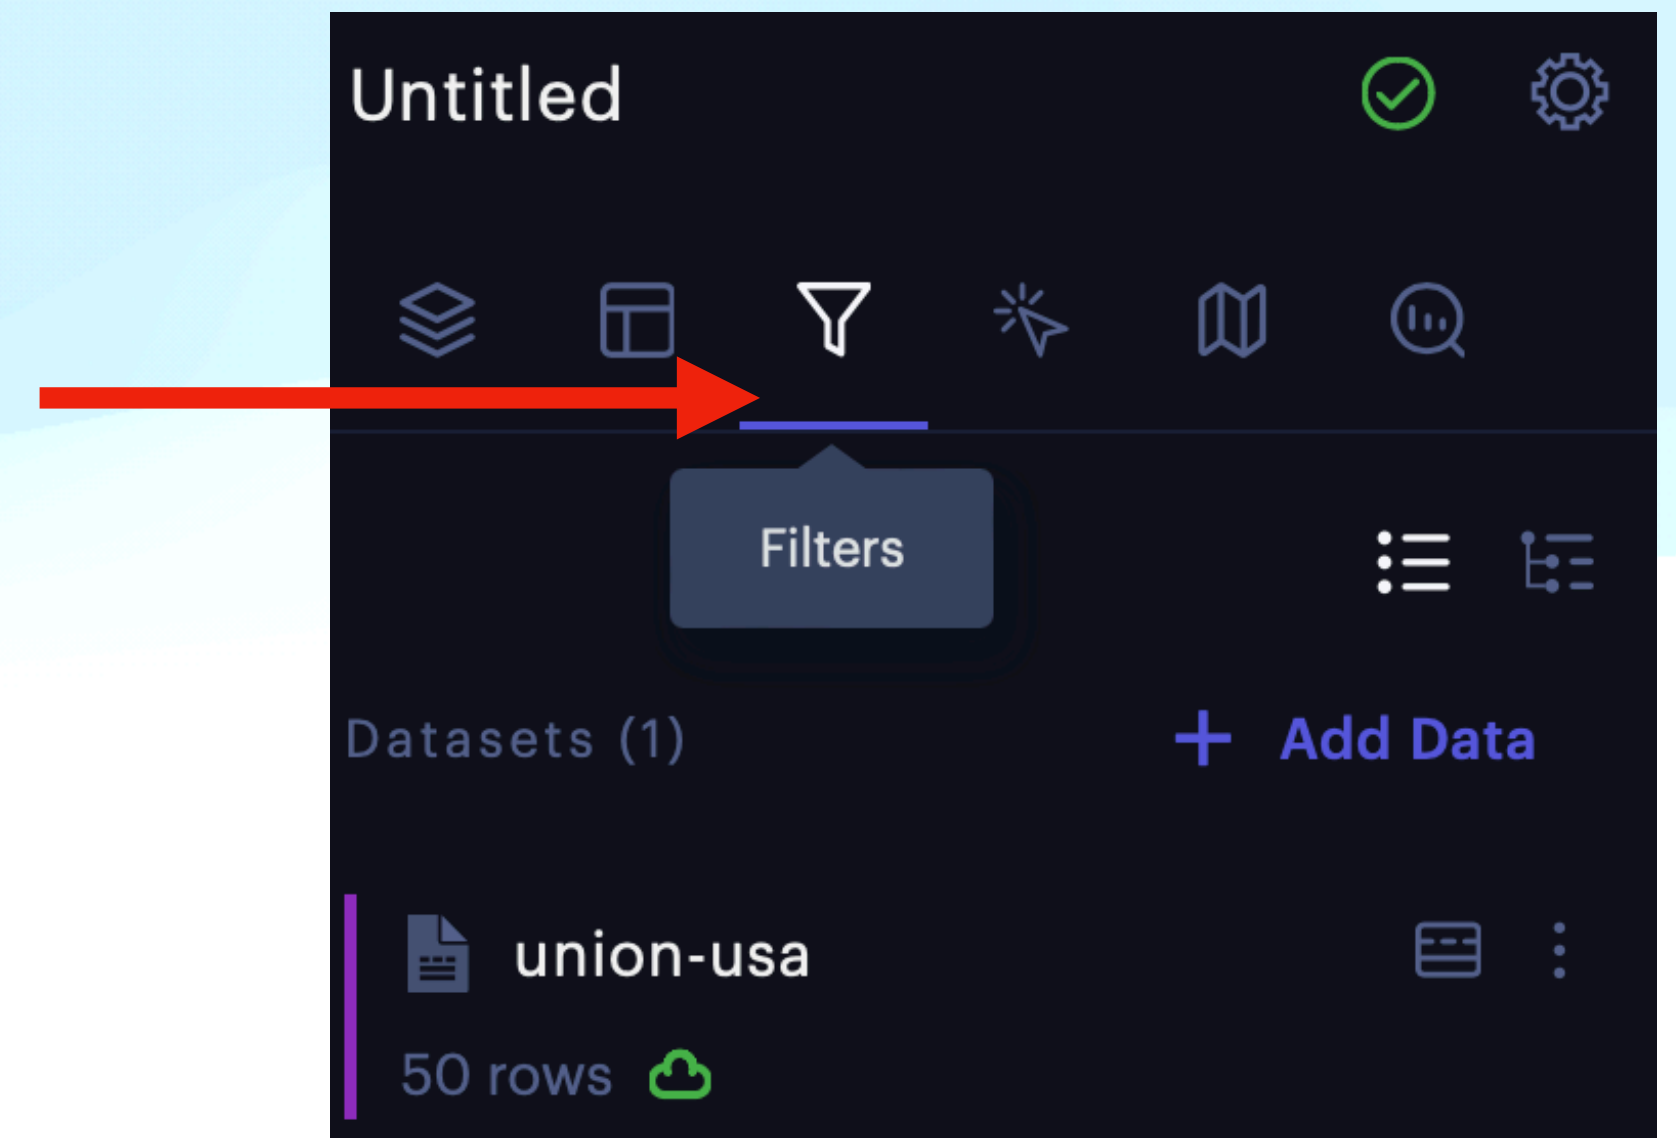 Untitled
Filters
Datasets (1)
+ Add Data
union-usa
50 rows